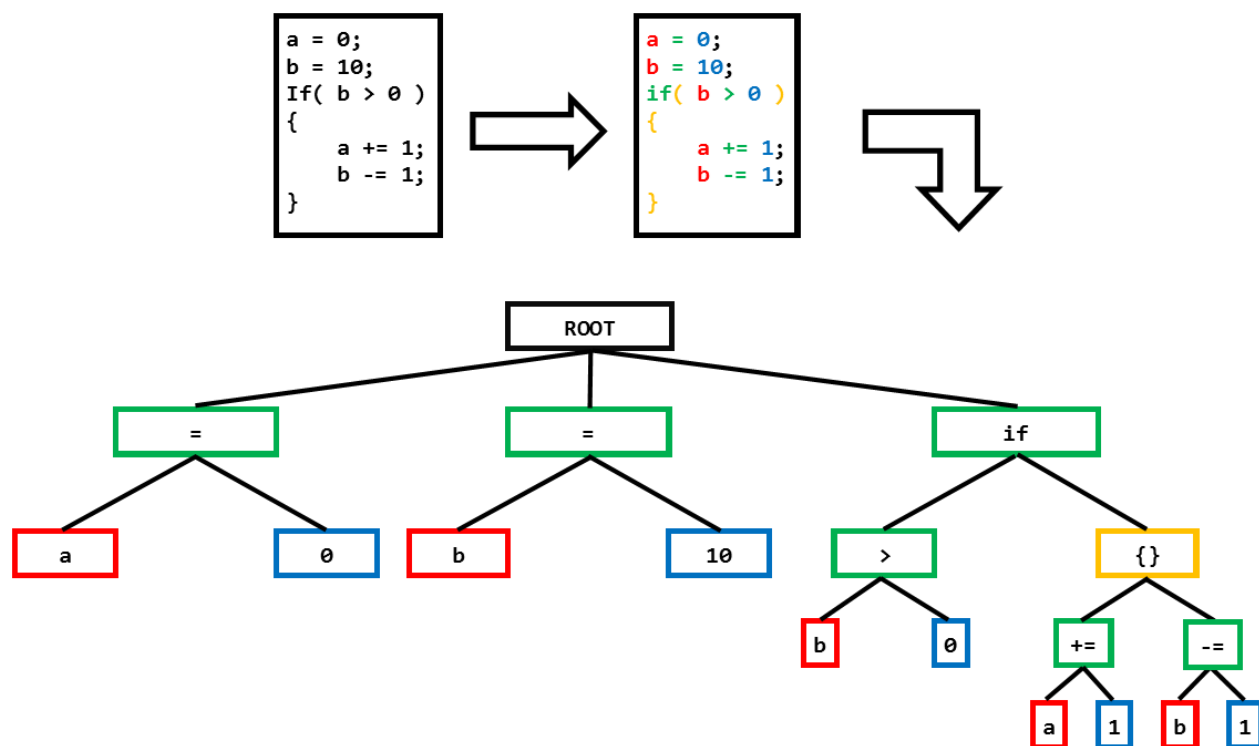 a = 0;
b = 10;
If( b > 0 )
{
a += 1;
b -= 1;
}
a = 0;
b = 10;
if( b > 0 )
{
a += 1;
b -= 1;
}
ROOT
= = if
a 0 b 10 > {}
b 0 += -=
a 1 b 1